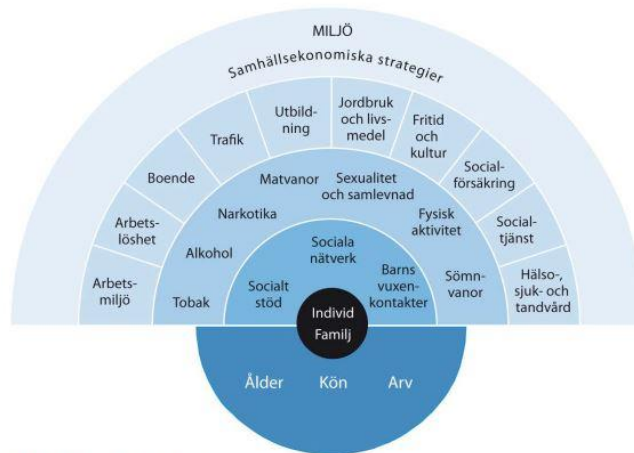 MILJÖ
Samhällsekonomiska strategier
Arbets-
miljö
Arbets-
löshet
Boende
Trafik
Utbild-
ning
Jordbruk
och livs-
medel
Fritid
och
kultur
Social-
försäkring
Social-
tjänst
Hälso-,
sjuk- och
tandvård
Tobak
Alkohol
Narkotika
Matvanor
Sexualitet
och samlevnad
Fysisk
aktivitet
Sömn-
vanor
Socialt
stöd
Sociala
nätverk
Barns
vuxen-
kontakter
Individ
Familj
Ålder Kön Arv